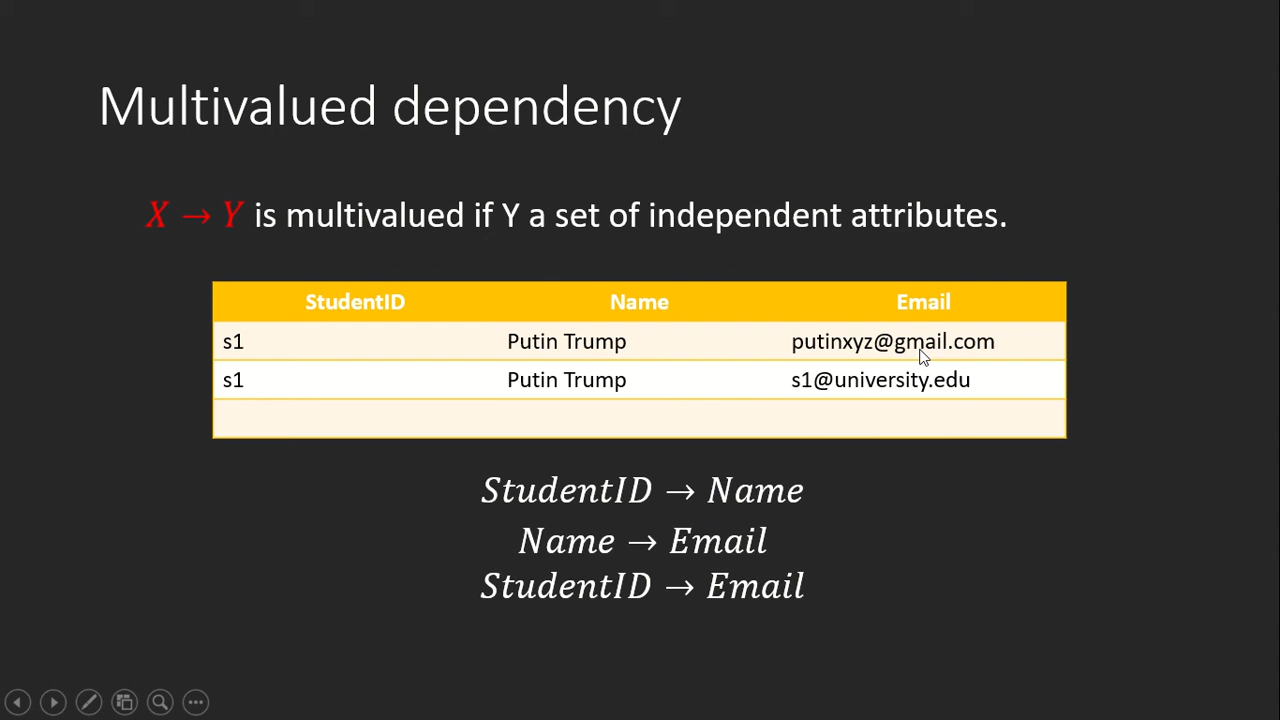 Multivalued dependency
X → Y is multivalued if Y a set of independent attributes.
StudentID Name Email
s1 Putin Trump putinxyz@gmail.com
s1 Putin Trump s1@university.edu
StudentID → Name
Name → Email
StudentID → Email